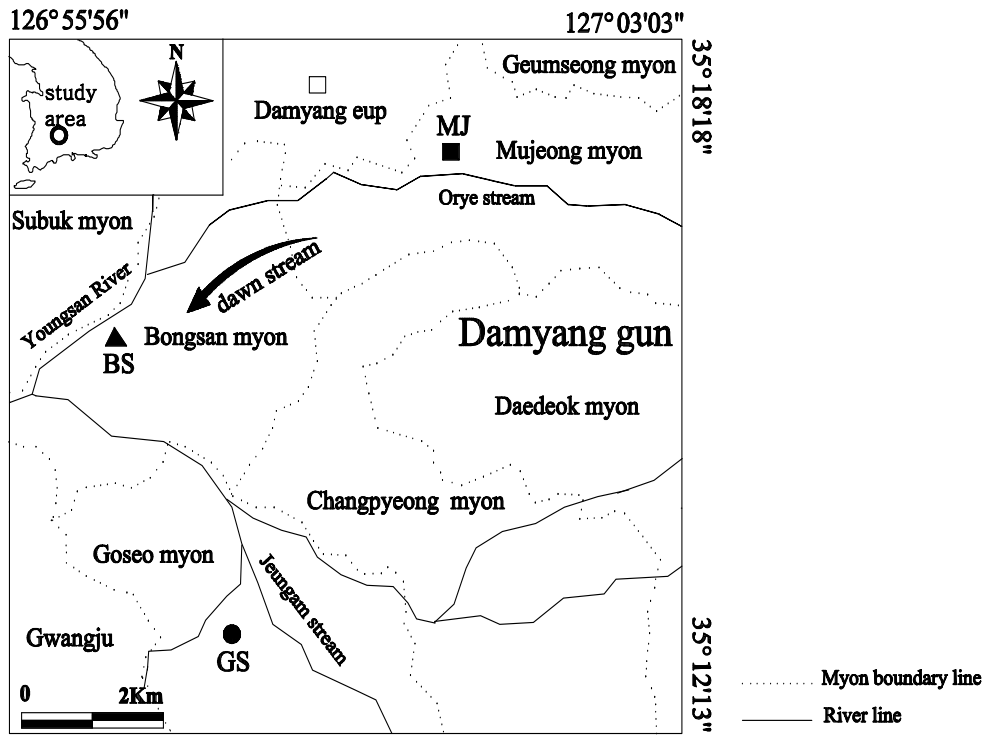 126°55'56"
127°03'03"
35°18'18"
N
study
area
Geumseong myon
Damyang eup
MJ
Mujeong myon
Orye stream
Subuk myon
dawn stream
Youngsan River
Bongsan myon
BS
Damyang gun
Daedeok myon
Changpyeong myon
Goseo myon
Jeungam stream
Gwangju
GS
35°12'13"
0
2Km
Myon boundary line
River line